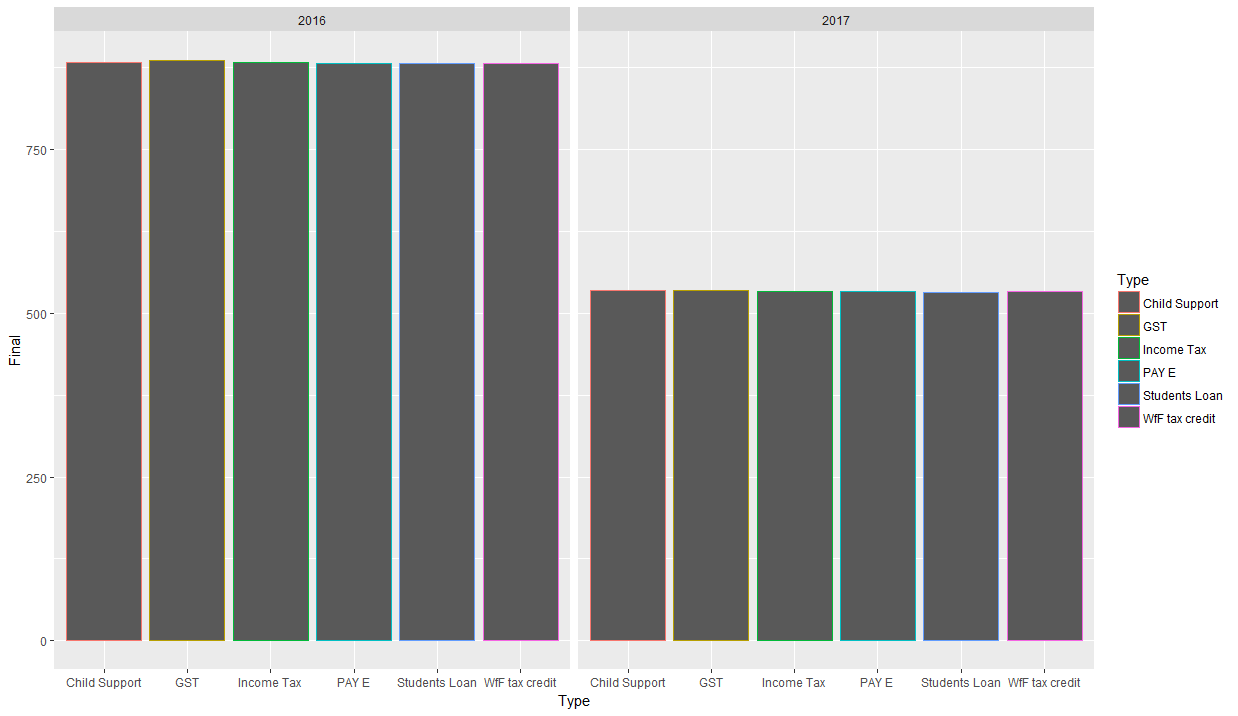 2016
2017
750
500
250
0
Final
Child Support
GST
Income Tax
PAY E
Students Loan
WfF tax credit
Child Support
GST
Income Tax
PAY E
Students Loan
WfF tax credit
Type
Type
Child Support
GST
Income Tax
PAY E
Students Loan
WfF tax credit